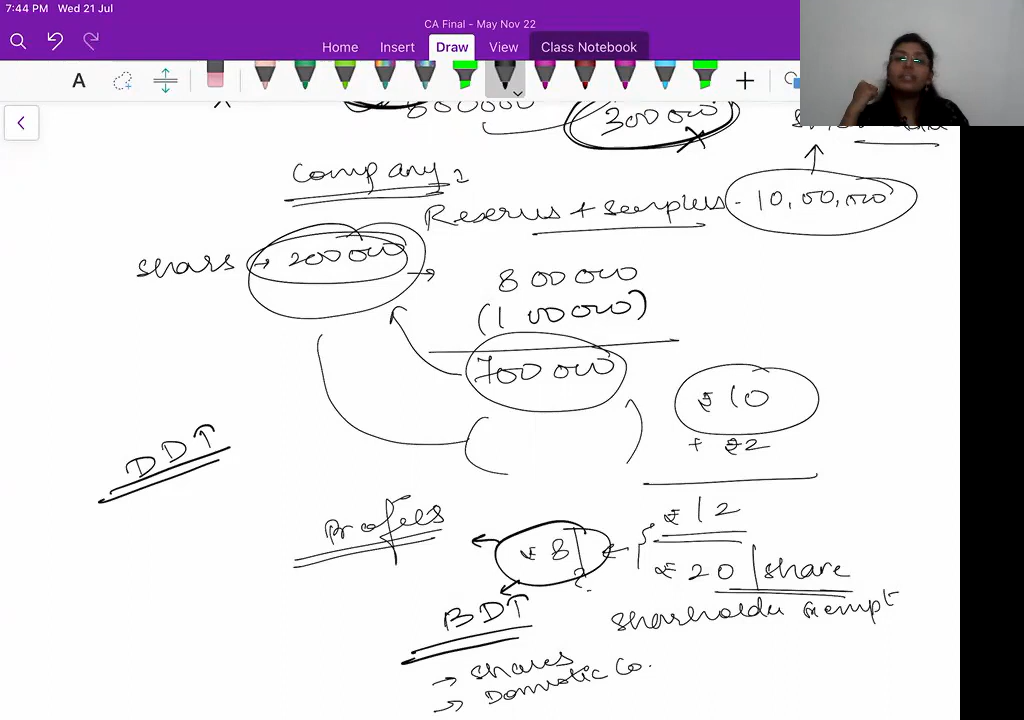 7:44 PM Wed 21 Jul
CA Final - May Nov 22
Home Insert Draw View Class Notebook
A
800000
300000
Company
Reserves + Surplus - 10,00,000
Shares → 200000
800000
(100000)
700000
₹10
+ ₹2
DDT
Profits
₹12
₹8
₹20/share
shareholder exempt
BDT
→ shares
→ Domestic Co.